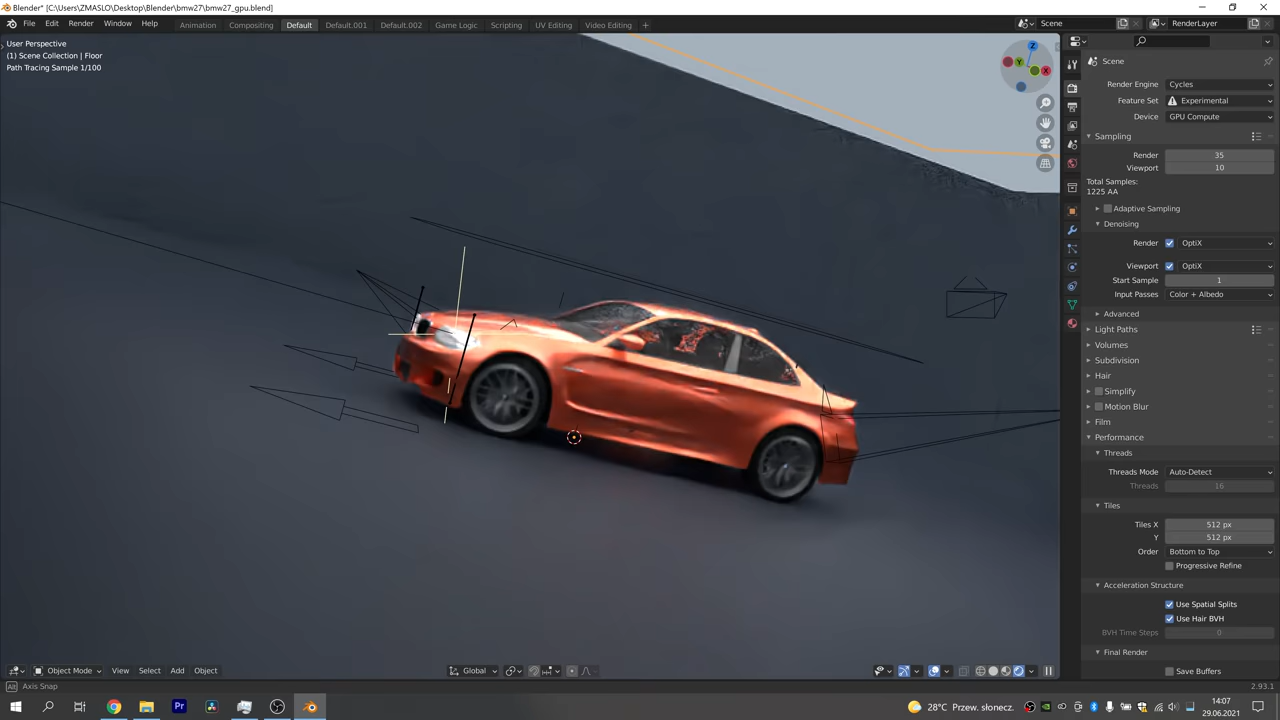 Blender* [C:\Users\ZMASLO\Desktop\Blender\bmw27\bmw27_gpu.blend]
File Edit Render Window Help
Animation Compositing Default Default.001 Default.002 Game Logic Scripting UV Editing Video Editing
Scene
RenderLayer
User Perspective
(1) Scene Collection | Floor
Path Tracing Sample 1/100
Z
Y
X
Scene
Render Engine Cycles
Feature Set Experimental
Device GPU Compute
Sampling
Render 35
Viewport 10
Total Samples:
1225 AA
Adaptive Sampling
Denoising
Render OptiX
Viewport OptiX
Start Sample 1
Input Passes Color + Albedo
Advanced
Light Paths
Volumes
Subdivision
Hair
Simplify
Motion Blur
Film
Performance
Threads
Threads Mode Auto-Detect
Threads 16
Tiles
Tiles X 512 px
Y 512 px
Order Bottom to Top
Progressive Refine
Acceleration Structure
Use Spatial Splits
Use Hair BVH
BVH Time Steps 0
Final Render
Save Buffers
Object Mode View Select Add Object
Global
Alt Axis Snap
2.93.1
Pr
28°C Przew. słonecz.
14:07
29.06.2021